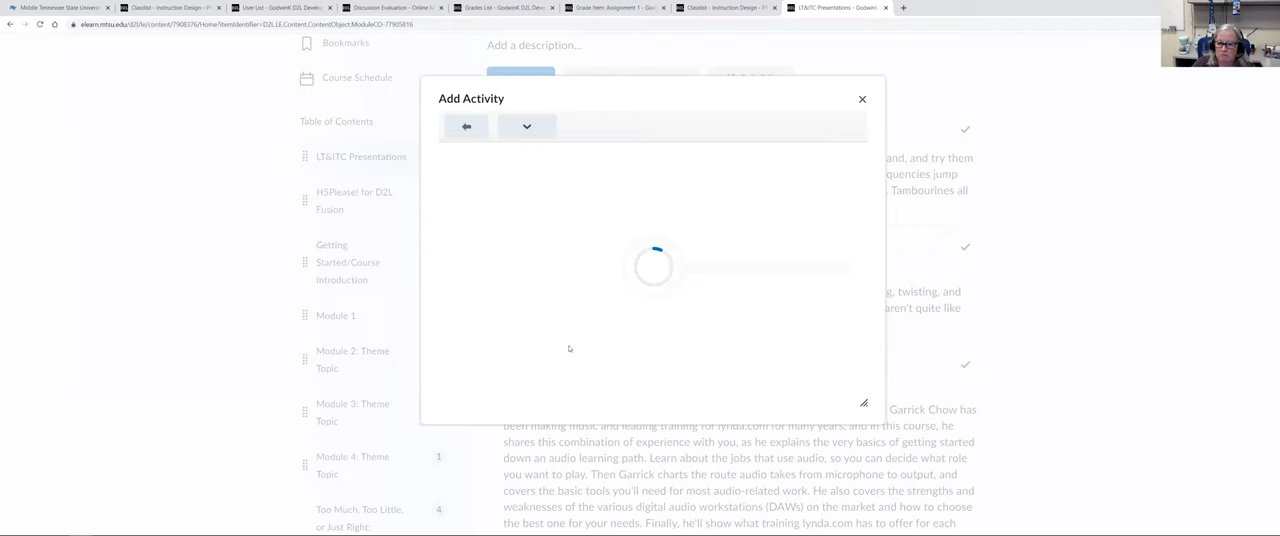 Middle Tennessee State Univers
Classlist - Instruction Design - P
User List - GodwinK D2L Develo
Discussion Evaluation - Online M
Grades List - GodwinK D2L Deve
Grade Item: Assignment 1 - God
Classlist - Instruction Design - P
LT&ITC Presentations - GodwinK
elearn.mtsu.edu/d2l/le/content/7908376/Home?itemIdentifier=D2L.LE.Content.ContentObject.ModuleCO-77905816
Bookmarks
Course Schedule
Table of Contents
LT&ITC Presentations
H5Please! for D2L
Fusion
Getting
Started/Course
Introduction
Module 1
Module 2: Theme
Topic
Module 3: Theme
Topic
Module 4: Theme 1
Topic
Too Much, Too Little, 4
or Just Right:
Add a description...
Add Activity
and, and try them
quencies jump
. Tambourines all
g, twisting, and
aren't quite like
Garrick Chow has
been making music and leading training for lynda.com for many years, and in this course, he
shares this combination of experience with you, as he explains the very basics of getting started
down an audio learning path. Learn about the jobs that use audio, so you can decide what role
you want to play. Then Garrick charts the route audio takes from microphone to output, and
covers the basic tools you'll need for most audio-related work. He also covers the strengths and
weaknesses of the various digital audio workstations (DAWs) on the market and how to choose
the best one for your needs. Finally, he'll show what training lynda.com has to offer for each